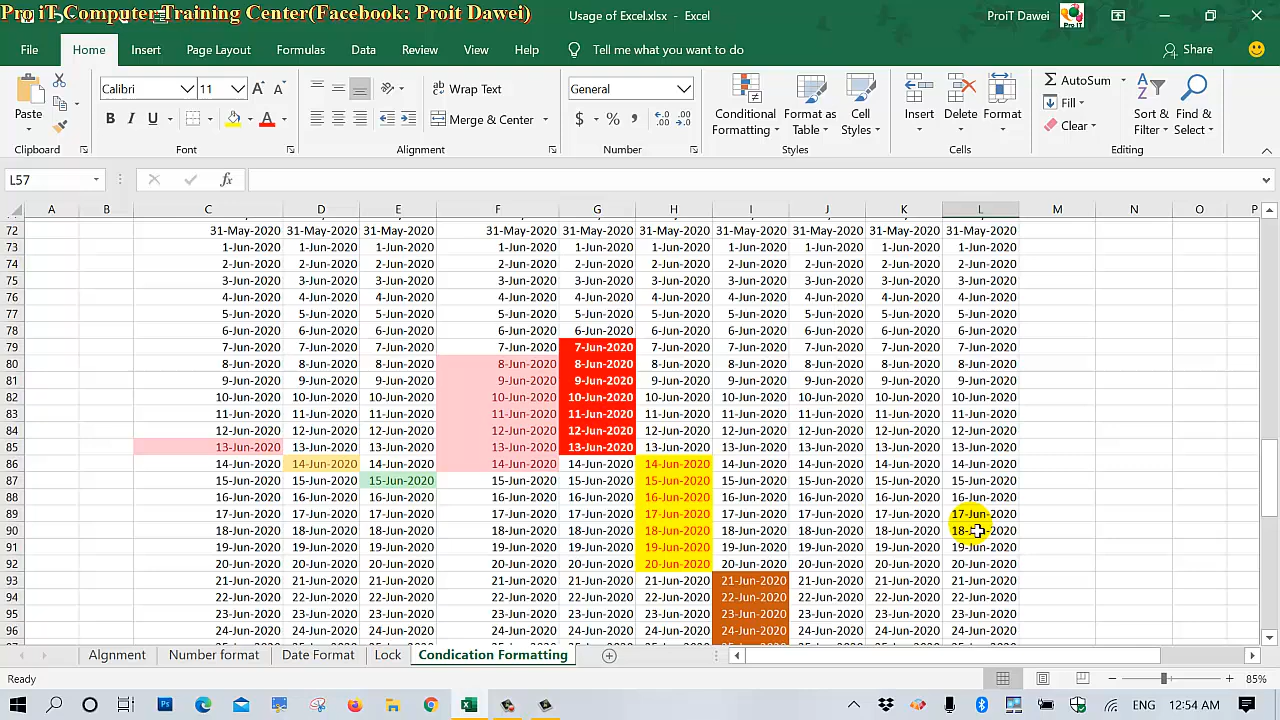 Pro iT Computer Training Center(Facebook: Proit Dawei)
Usage of Excel.xlsx - Excel
ProiT Dawei
Pro iT
File Home Insert Page Layout Formulas Data Review View Help Tell me what you want to do Share
Paste
Clipboard
Calibri 11
B I U
Font
Wrap Text
Merge & Center
Alignment
General
$ % ,
Number
Conditional Formatting
Format as Table
Cell Styles
Styles
Insert Delete Format
Cells
AutoSum
Fill
Clear
Sort & Filter
Find & Select
Editing
L57 fx
A B C D E F G H I J K L M N O P
72 31-May-2020 31-May-2020 31-May-2020 31-May-2020 31-May-2020 31-May-2020 31-May-2020 31-May-2020 31-May-2020 31-May-2020
73 1-Jun-2020 1-Jun-2020 1-Jun-2020 1-Jun-2020 1-Jun-2020 1-Jun-2020 1-Jun-2020 1-Jun-2020 1-Jun-2020 1-Jun-2020
74 2-Jun-2020 2-Jun-2020 2-Jun-2020 2-Jun-2020 2-Jun-2020 2-Jun-2020 2-Jun-2020 2-Jun-2020 2-Jun-2020 2-Jun-2020
75 3-Jun-2020 3-Jun-2020 3-Jun-2020 3-Jun-2020 3-Jun-2020 3-Jun-2020 3-Jun-2020 3-Jun-2020 3-Jun-2020 3-Jun-2020
76 4-Jun-2020 4-Jun-2020 4-Jun-2020 4-Jun-2020 4-Jun-2020 4-Jun-2020 4-Jun-2020 4-Jun-2020 4-Jun-2020 4-Jun-2020
77 5-Jun-2020 5-Jun-2020 5-Jun-2020 5-Jun-2020 5-Jun-2020 5-Jun-2020 5-Jun-2020 5-Jun-2020 5-Jun-2020 5-Jun-2020
78 6-Jun-2020 6-Jun-2020 6-Jun-2020 6-Jun-2020 6-Jun-2020 6-Jun-2020 6-Jun-2020 6-Jun-2020 6-Jun-2020 6-Jun-2020
79 7-Jun-2020 7-Jun-2020 7-Jun-2020 7-Jun-2020 7-Jun-2020 7-Jun-2020 7-Jun-2020 7-Jun-2020 7-Jun-2020 7-Jun-2020
80 8-Jun-2020 8-Jun-2020 8-Jun-2020 8-Jun-2020 8-Jun-2020 8-Jun-2020 8-Jun-2020 8-Jun-2020 8-Jun-2020 8-Jun-2020
81 9-Jun-2020 9-Jun-2020 9-Jun-2020 9-Jun-2020 9-Jun-2020 9-Jun-2020 9-Jun-2020 9-Jun-2020 9-Jun-2020 9-Jun-2020
82 10-Jun-2020 10-Jun-2020 10-Jun-2020 10-Jun-2020 10-Jun-2020 10-Jun-2020 10-Jun-2020 10-Jun-2020 10-Jun-2020 10-Jun-2020
83 11-Jun-2020 11-Jun-2020 11-Jun-2020 11-Jun-2020 11-Jun-2020 11-Jun-2020 11-Jun-2020 11-Jun-2020 11-Jun-2020 11-Jun-2020
84 12-Jun-2020 12-Jun-2020 12-Jun-2020 12-Jun-2020 12-Jun-2020 12-Jun-2020 12-Jun-2020 12-Jun-2020 12-Jun-2020 12-Jun-2020
85 13-Jun-2020 13-Jun-2020 13-Jun-2020 13-Jun-2020 13-Jun-2020 13-Jun-2020 13-Jun-2020 13-Jun-2020 13-Jun-2020 13-Jun-2020
86 14-Jun-2020 14-Jun-2020 14-Jun-2020 14-Jun-2020 14-Jun-2020 14-Jun-2020 14-Jun-2020 14-Jun-2020 14-Jun-2020 14-Jun-2020
87 15-Jun-2020 15-Jun-2020 15-Jun-2020 15-Jun-2020 15-Jun-2020 15-Jun-2020 15-Jun-2020 15-Jun-2020 15-Jun-2020 15-Jun-2020
88 16-Jun-2020 16-Jun-2020 16-Jun-2020 16-Jun-2020 16-Jun-2020 16-Jun-2020 16-Jun-2020 16-Jun-2020 16-Jun-2020 16-Jun-2020
89 17-Jun-2020 17-Jun-2020 17-Jun-2020 17-Jun-2020 17-Jun-2020 17-Jun-2020 17-Jun-2020 17-Jun-2020 17-Jun-2020 17-Jun-2020
90 18-Jun-2020 18-Jun-2020 18-Jun-2020 18-Jun-2020 18-Jun-2020 18-Jun-2020 18-Jun-2020 18-Jun-2020 18-Jun-2020
91 19-Jun-2020 19-Jun-2020 19-Jun-2020 19-Jun-2020 19-Jun-2020 19-Jun-2020 19-Jun-2020 19-Jun-2020 19-Jun-2020 19-Jun-2020
92 20-Jun-2020 20-Jun-2020 20-Jun-2020 20-Jun-2020 20-Jun-2020 20-Jun-2020 20-Jun-2020 20-Jun-2020 20-Jun-2020 20-Jun-2020
93 21-Jun-2020 21-Jun-2020 21-Jun-2020 21-Jun-2020 21-Jun-2020 21-Jun-2020 21-Jun-2020 21-Jun-2020 21-Jun-2020 21-Jun-2020
94 22-Jun-2020 22-Jun-2020 22-Jun-2020 22-Jun-2020 22-Jun-2020 22-Jun-2020 22-Jun-2020 22-Jun-2020 22-Jun-2020 22-Jun-2020
95 23-Jun-2020 23-Jun-2020 23-Jun-2020 23-Jun-2020 23-Jun-2020 23-Jun-2020 23-Jun-2020 23-Jun-2020 23-Jun-2020 23-Jun-2020
96 24-Jun-2020 24-Jun-2020 24-Jun-2020 24-Jun-2020 24-Jun-2020 24-Jun-2020 24-Jun-2020 24-Jun-2020 24-Jun-2020 24-Jun-2020
Algnment Number format Date Format Lock Condication Formatting
Ready 85%
ENG 12:54 AM